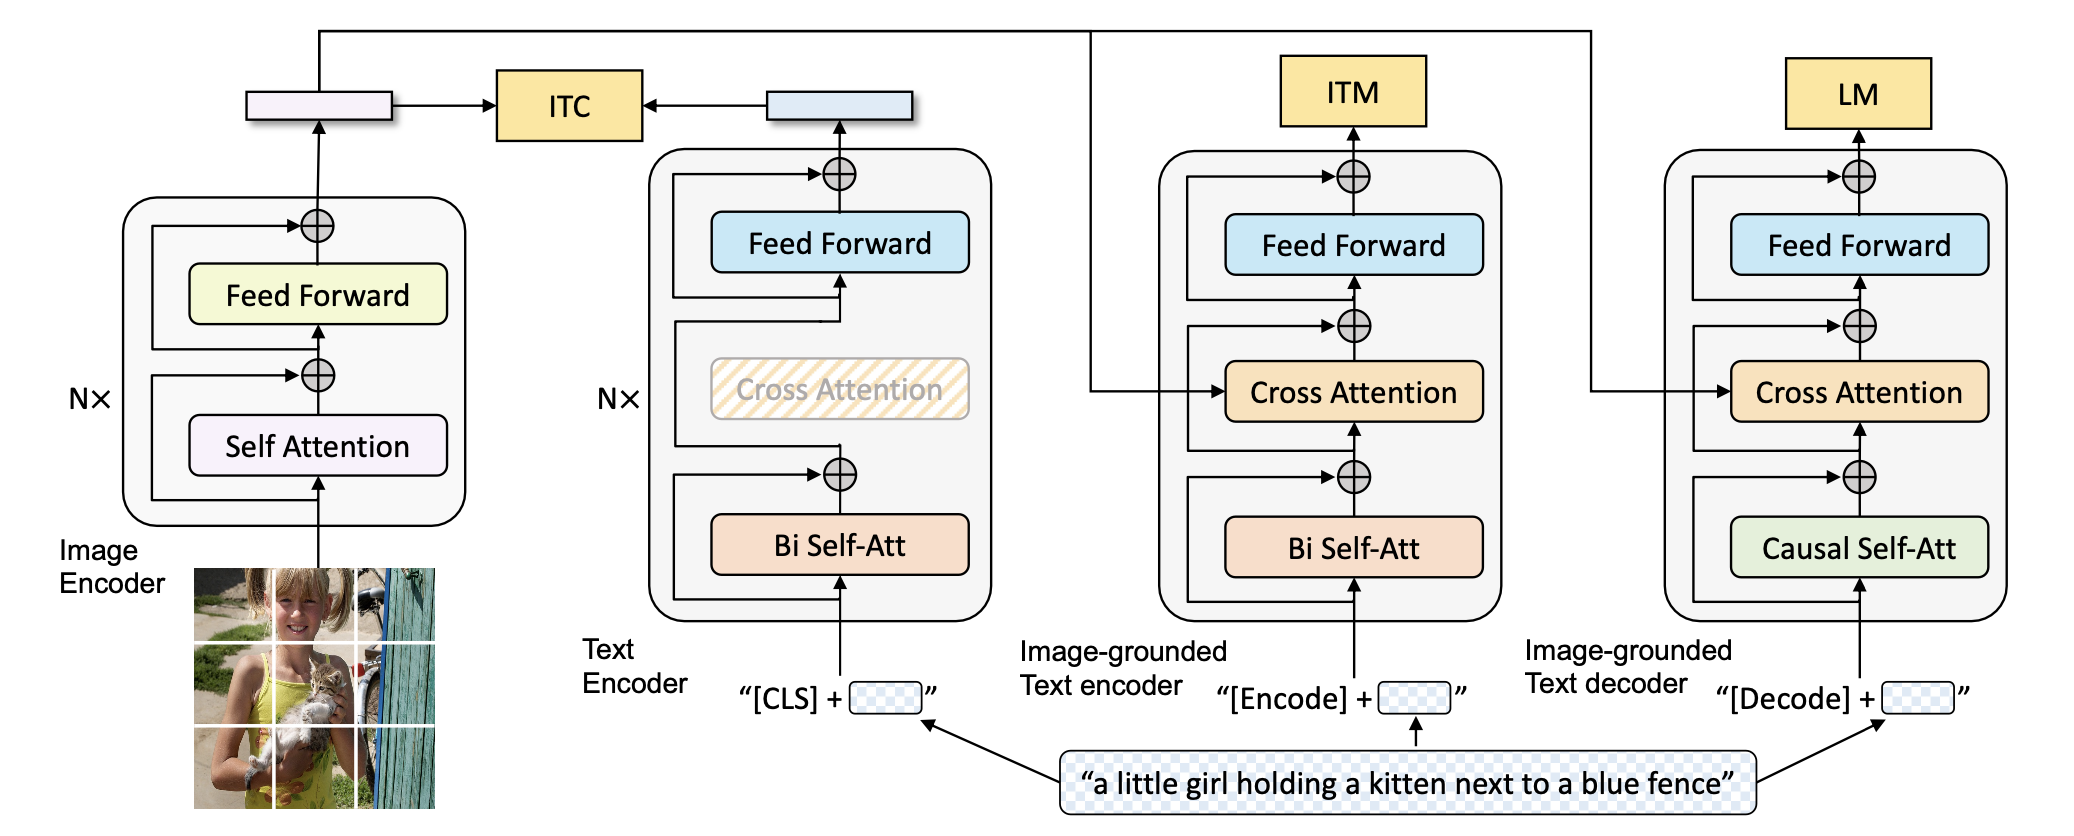 ITC
ITM
LM
Feed Forward
Self Attention
N×
Image
Encoder
Feed Forward
Cross Attention
Bi Self-Att
N×
Text
Encoder
“[CLS] + ”
Feed Forward
Cross Attention
Bi Self-Att
Image-grounded
Text encoder
“[Encode] + ”
Feed Forward
Cross Attention
Causal Self-Att
Image-grounded
Text decoder
“[Decode] + ”
“a little girl holding a kitten next to a blue fence”